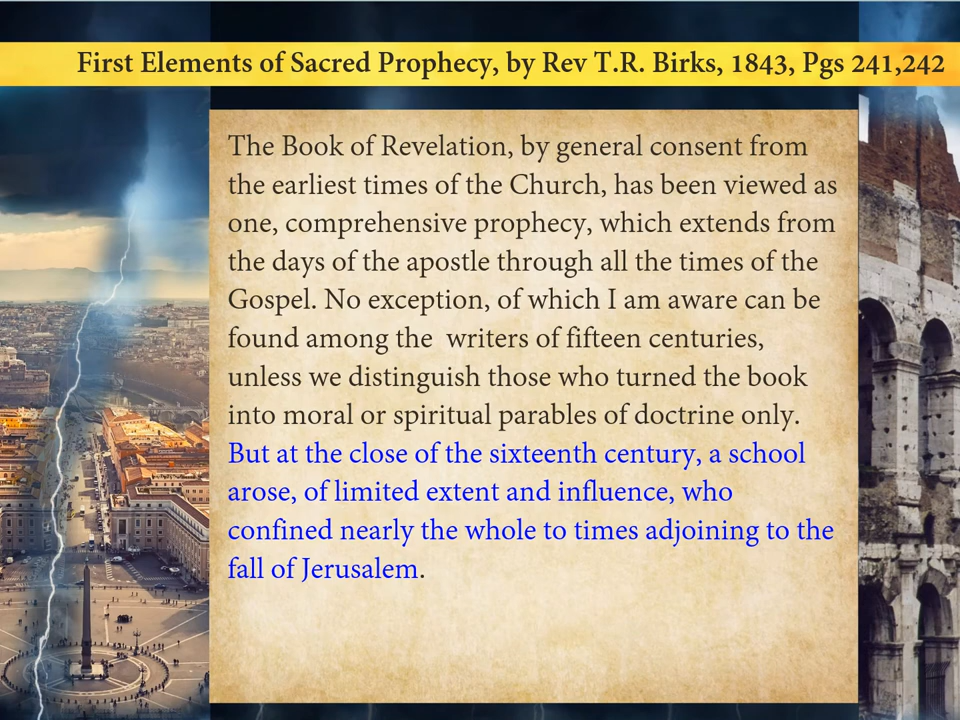 First Elements of Sacred Prophecy, by Rev T.R. Birks, 1843, Pgs 241,242
The Book of Revelation, by general consent from
the earliest times of the Church, has been viewed as
one, comprehensive prophecy, which extends from
the days of the apostle through all the times of the
Gospel. No exception, of which I am aware can be
found among the  writers of fifteen centuries,
unless we distinguish those who turned the book
into moral or spiritual parables of doctrine only.
But at the close of the sixteenth century, a school
arose, of limited extent and influence, who
confined nearly the whole to times adjoining to the
fall of Jerusalem.